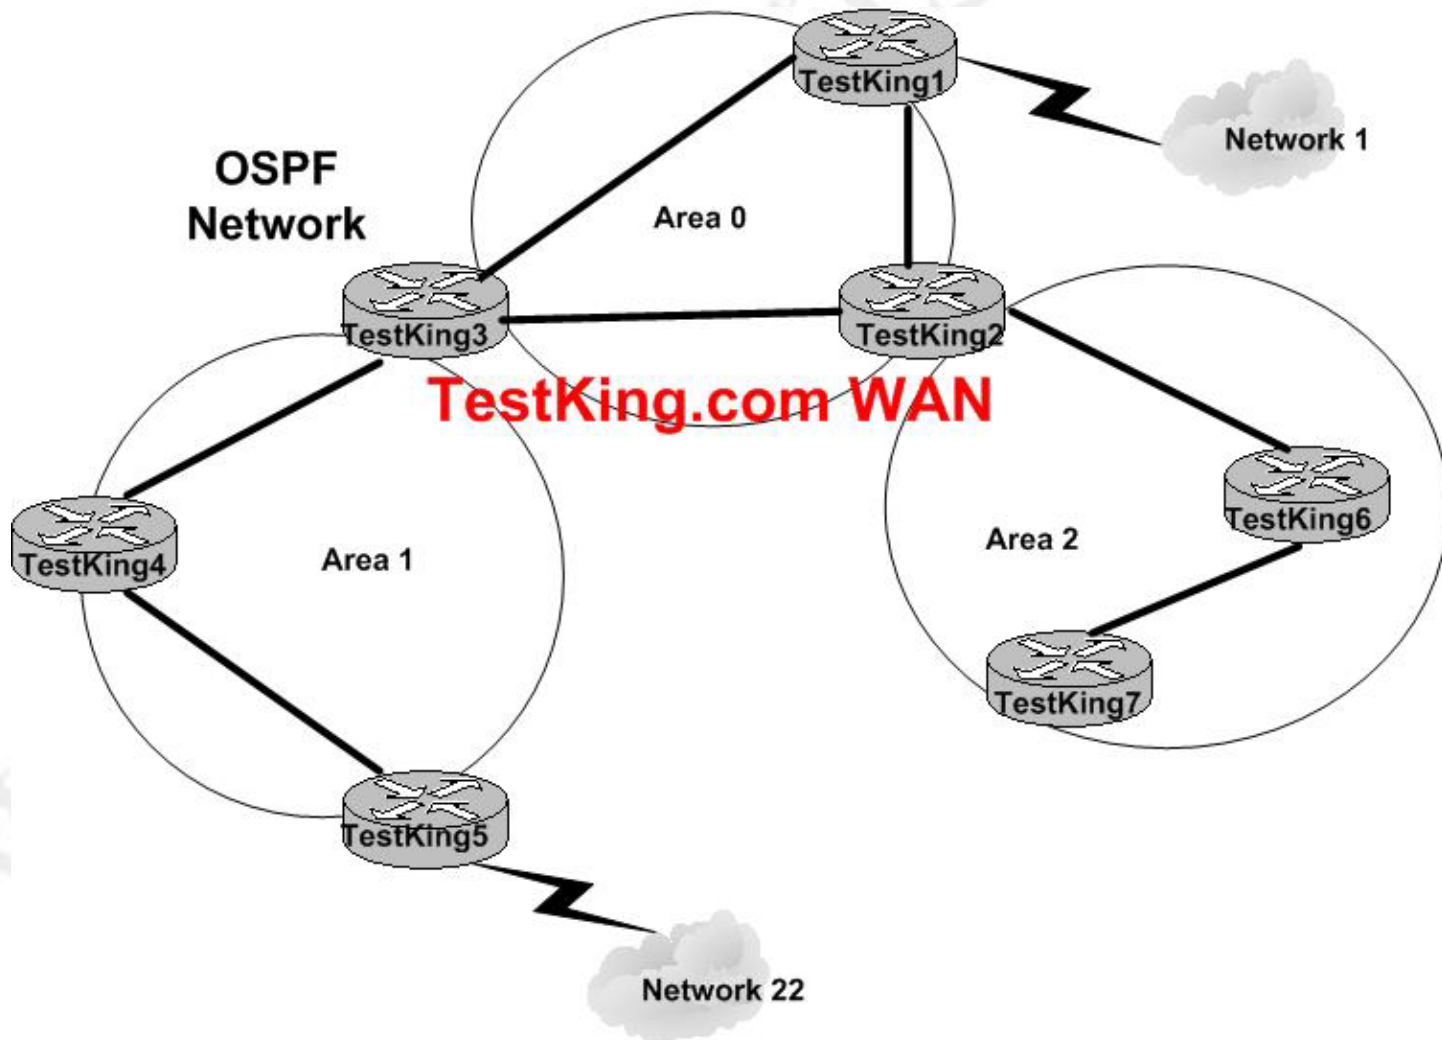 TestKing1
Network 1
OSPF
Network
Area 0
TestKing3
TestKing2
TestKing.com WAN
TestKing6
TestKing4
Area 1
Area 2
TestKing7
TestKing5
Network 22